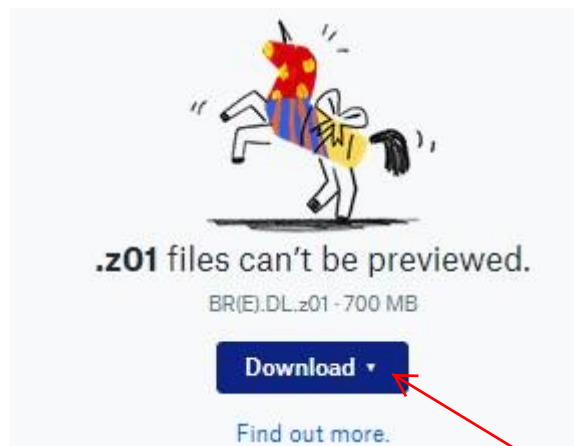 .z01 files can't be previewed.
BR(E).DL.z01 - 700 MB
Download
Find out more.